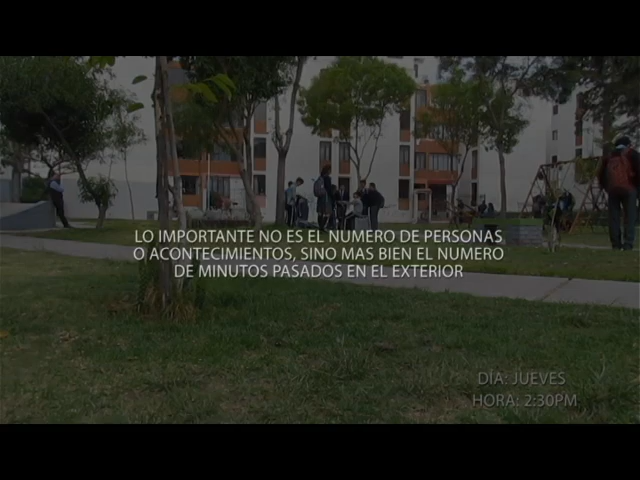 LO IMPORTANTE NO ES EL NUMERO DE PERSONAS
O ACONTECIMIENTOS, SINO MAS BIEN EL NUMERO
DE MINUTOS PASADOS EN EL EXTERIOR
DÍA: JUEVES
HORA: 2:30PM